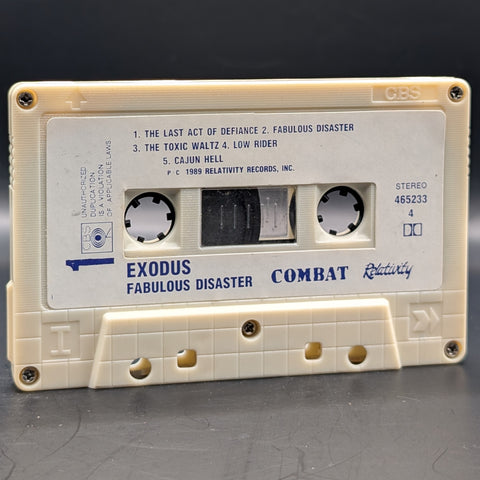 CBS
1. THE LAST ACT OF DEFIANCE 2. FABULOUS DISASTER
3. THE TOXIC WALTZ 4. LOW RIDER
5. CAJUN HELL
P C 1989 RELATIVITY RECORDS, INC.
UNAUTHORIZED
DUPLICATION
IS A VIOLATION
OF APPLICABLE LAWS
CBS
STEREO
465233
4
1
EXODUS
FABULOUS DISASTER
COMBAT
Relativity
I